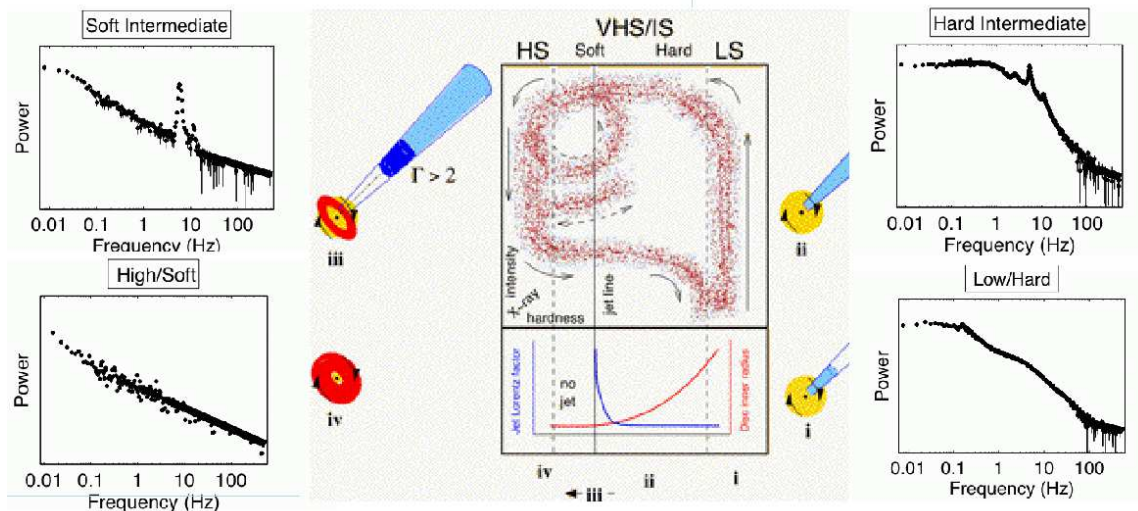 Soft Intermediate
Power
0.01 0.1 1 10 100
Frequency (Hz)
High/Soft
Power
0.01 0.1 1 10 100
Frequency (Hz)
VHS/IS
HS Soft Hard LS
Γ > 2
iii
ii
X-ray intensity
hardness
jet line
iv
i
Jet Lorentz factor
no
jet
Disc inner radius
iv iii ii i
Hard Intermediate
Power
0.01 0.1 1 10 100
Frequency (Hz)
Low/Hard
Power
0.01 0.1 1 10 100
Frequency (Hz)